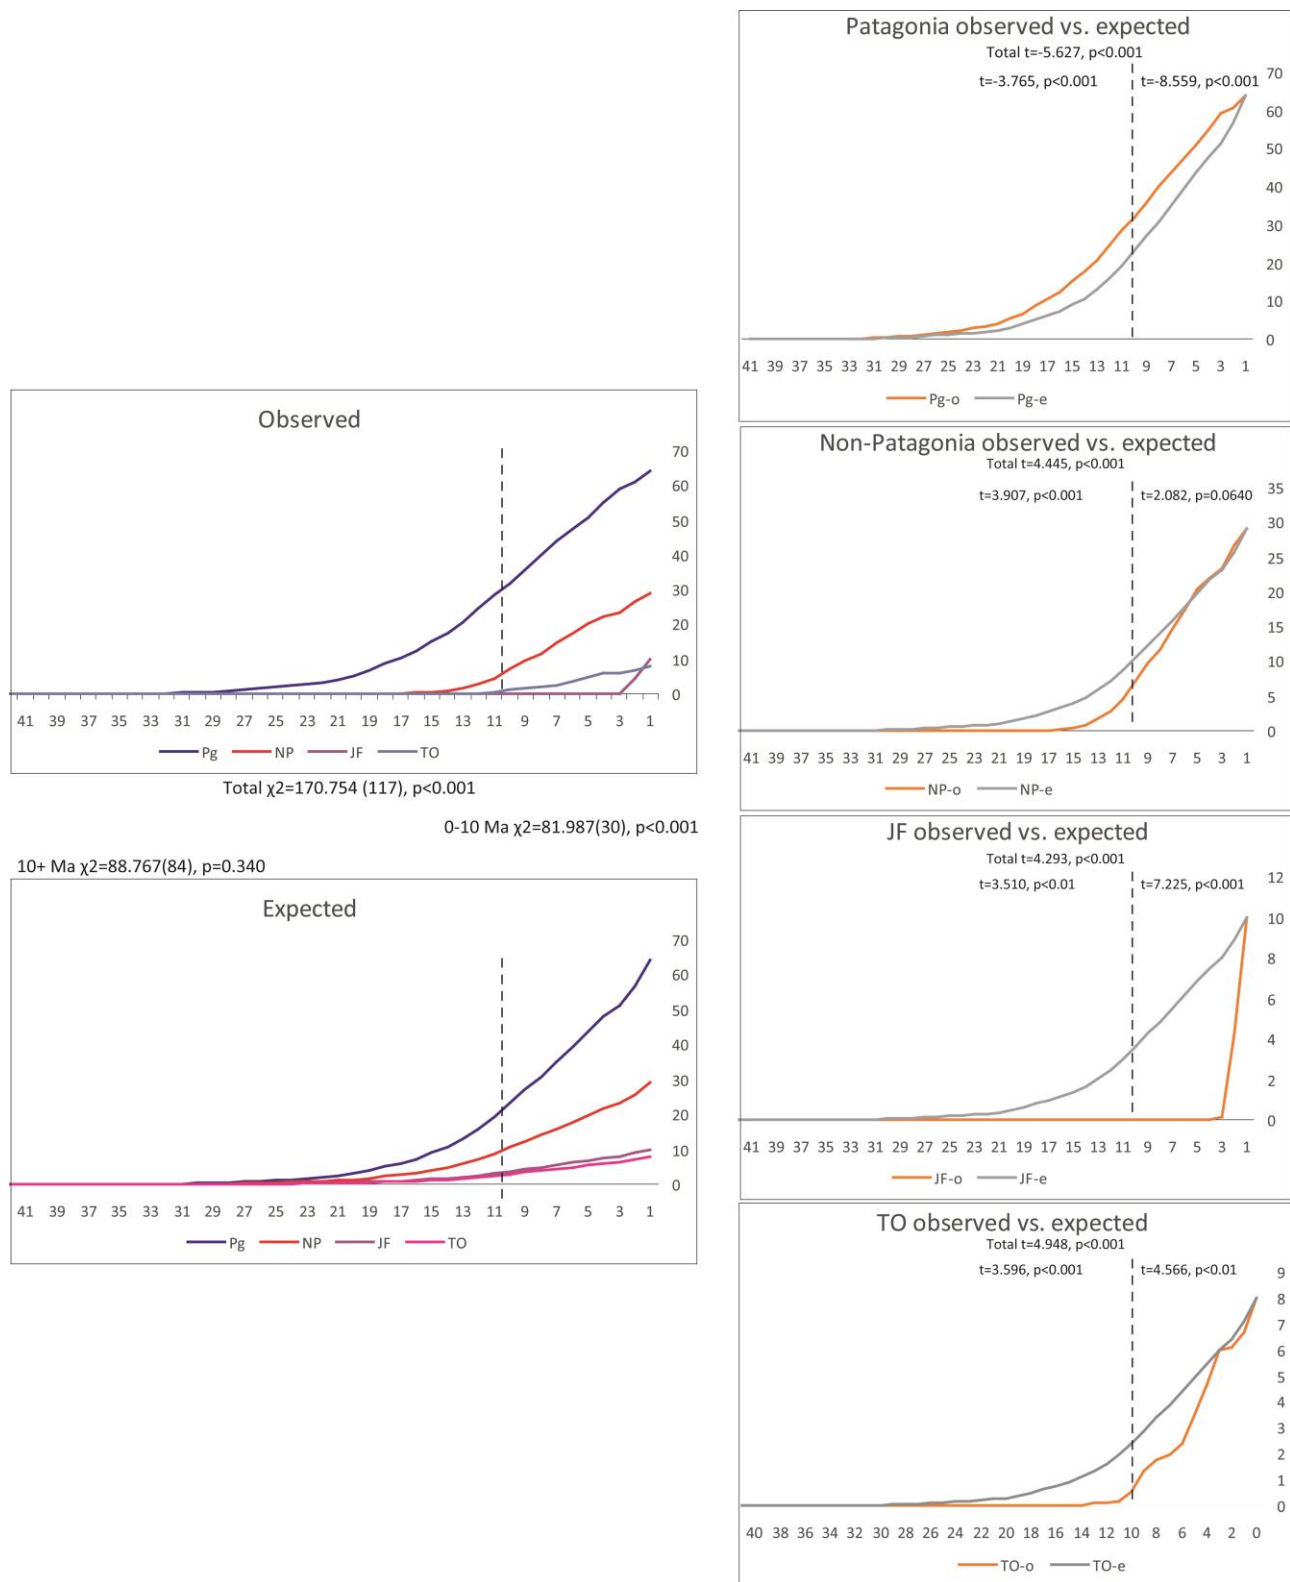 Observed
70
60
50
40
30
20
10
0
41 39 37 35 33 31 29 27 25 23 21 19 17 15 13 11 9 7 5 3 1
Pg NP JF TO
Total χ2=170.754 (117), p<0.001
0-10 Ma χ2=81.987(30), p<0.001
10+ Ma χ2=88.767(84), p=0.340
Expected
70
60
50
40
30
20
10
0
41 39 37 35 33 31 29 27 25 23 21 19 17 15 13 11 9 7 5 3 1
Pg NP JF TO
Patagonia observed vs. expected
Total t=-5.627, p<0.001
t=-3.765, p<0.001 t=-8.559, p<0.001
70
60
50
40
30
20
10
0
41 39 37 35 33 31 29 27 25 23 21 19 17 15 13 11 9 7 5 3 1
Pg-o Pg-e
Non-Patagonia observed vs. expected
Total t=4.445, p<0.001
t=3.907, p<0.001 t=2.082, p=0.0640
35
30
25
20
15
10
5
0
41 39 37 35 33 31 29 27 25 23 21 19 17 15 13 11 9 7 5 3 1
NP-o NP-e
JF observed vs. expected
Total t=4.293, p<0.001
t=3.510, p<0.01 t=7.225, p<0.001
12
10
8
6
4
2
0
41 39 37 35 33 31 29 27 25 23 21 19 17 15 13 11 9 7 5 3 1
JF-o JF-e
TO observed vs. expected
Total t=4.948, p<0.001
t=3.596, p<0.001 t=4.566, p<0.01
9
8
7
6
5
4
3
2
1
0
40 38 36 34 32 30 28 26 24 22 20 18 16 14 12 10 8 6 4 2 0
TO-o TO-e